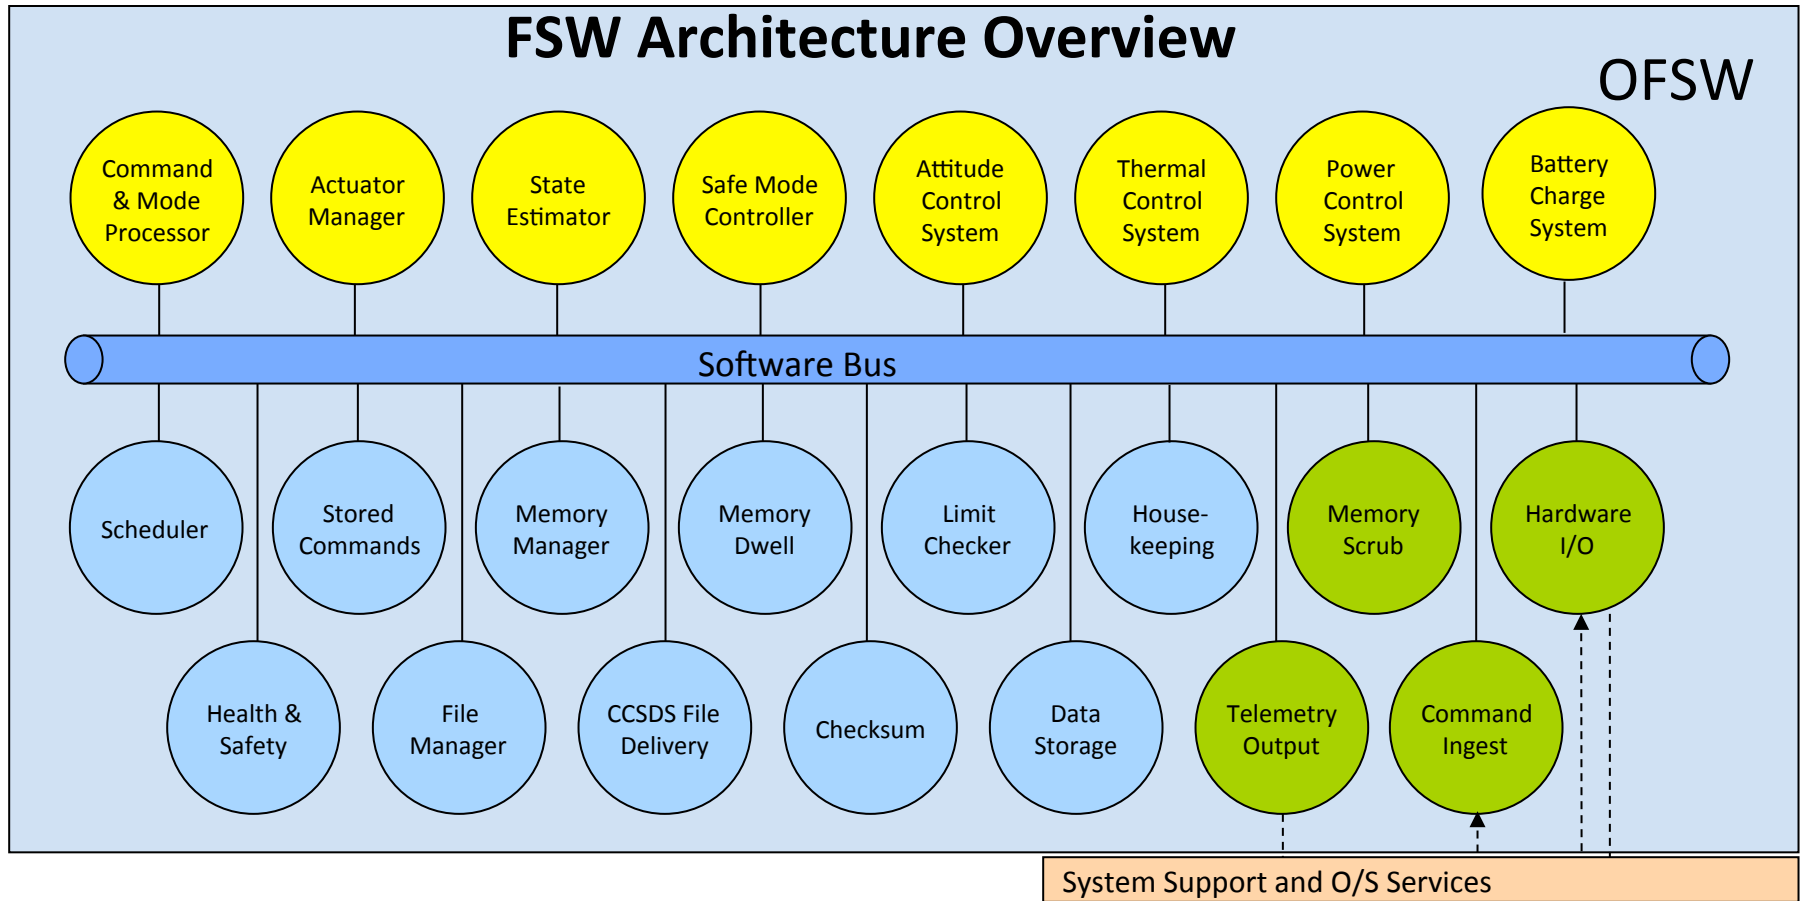 FSW Architecture Overview
OFSW
Command
& Mode
Processor
Actuator
Manager
State
Estimator
Safe Mode
Controller
Attitude
Control
System
Thermal
Control
System
Power
Control
System
Battery
Charge
System
Software Bus
Scheduler
Stored
Commands
Memory
Manager
Memory
Dwell
Limit
Checker
House-
keeping
Memory
Scrub
Hardware
I/O
Health &
Safety
File
Manager
CCSDS File
Delivery
Checksum
Data
Storage
Telemetry
Output
Command
Ingest
System Support and O/S Services